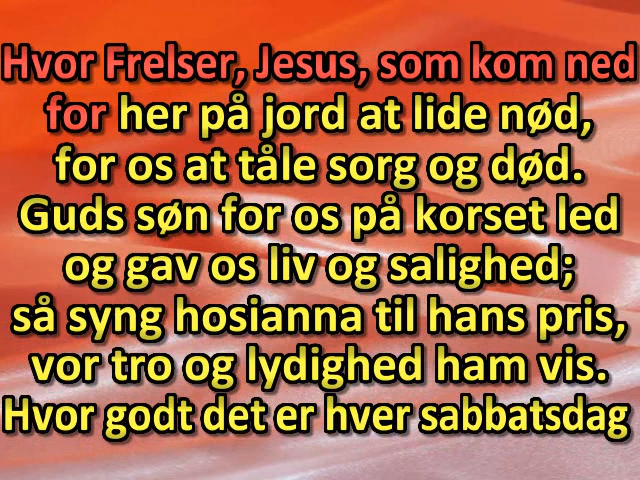 Hvor Frelser, Jesus, som kom ned
for her på jord at lide nød,
for os at tåle sorg og død.
Guds søn for os på korset led
og gav os liv og salighed;
så syng hosianna til hans pris,
vor tro og lydighed ham vis.
Hvor godt det er hver sabbatsdag